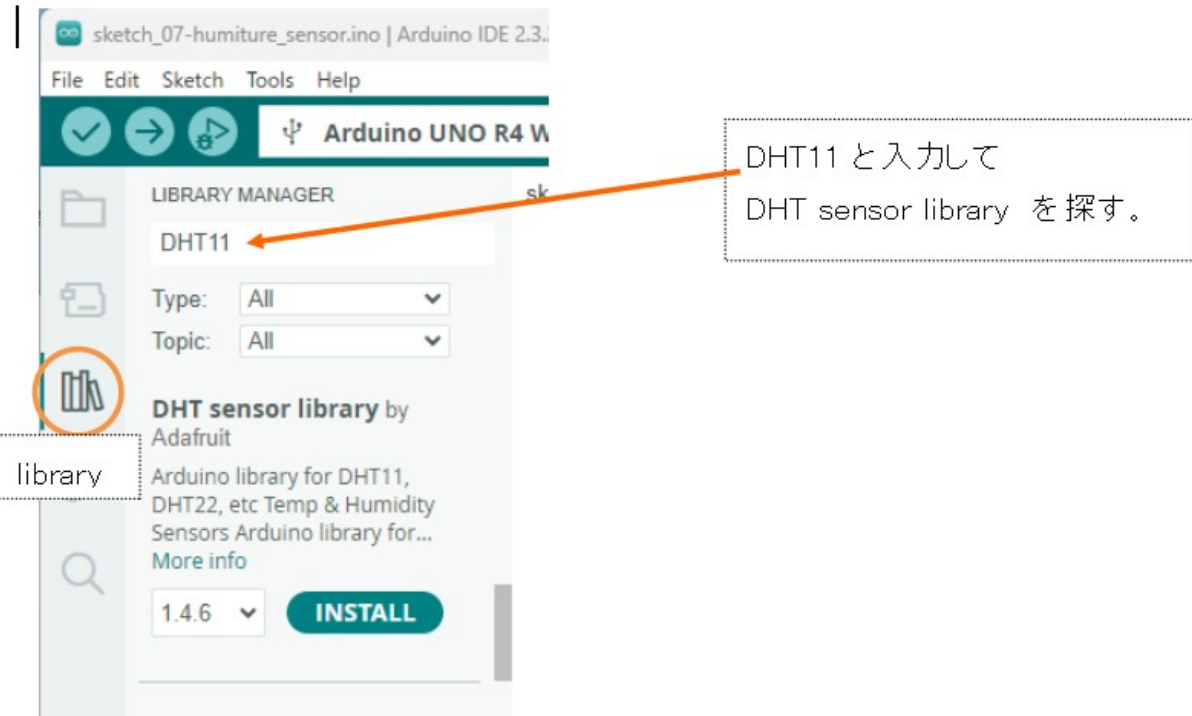 sketch_07-humiture_sensor.ino | Arduino IDE 2.3.
File Edit Sketch Tools Help
Arduino UNO R4 W
LIBRARY MANAGER
sk
DHT11
Type: All
Topic: All
DHT sensor library by
Adafruit
Arduino library for DHT11,
DHT22, etc Temp & Humidity
Sensors Arduino library for...
More info
1.4.6 INSTALL
library
DHT11 と入力して
DHT sensor library を探す。